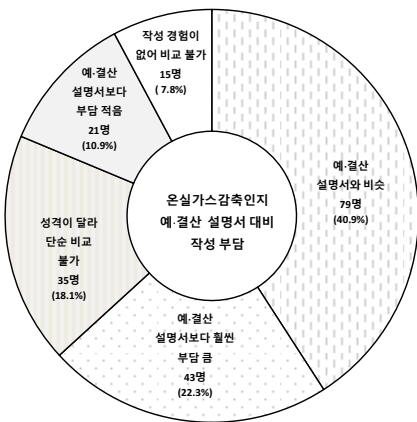 작성 경험이
없어 비교 불가
15명
( 7.8%)
예·결산
설명서보다
부담 적음
21명
(10.9%)
성격이 달라
단순 비교
불가
35명
(18.1%)
온실가스감축인지
예·결산 설명서 대비
작성 부담
예·결산
설명서와 비슷
79명
(40.9%)
예·결산
설명서보다 훨씬
부담 큼
43명
(22.3%)